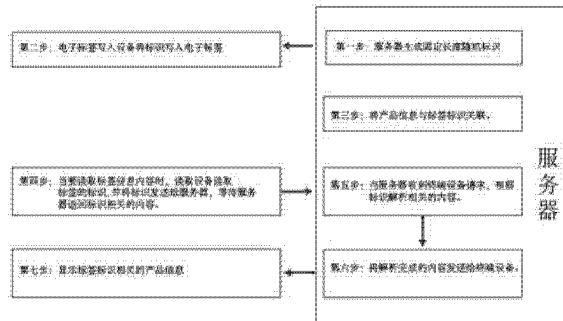 第二步：电子标签写入设备将标识写入电子标签
第一步：服务器生成固定长度随机标识
第三步：将产品信息与标签标识关联。
第四步：当要读取标签信息内容时，读取设备读取
标签的标识，并将标识发送给服务器，等待服务
器返回标识相关的内容。
第五步：当服务器收到终端设备请求，根据
标识解析相关的内容。
第七步：显示标签标识相关的产品信息
第六步：将解析完成的内容发送给终端设备。
服务器